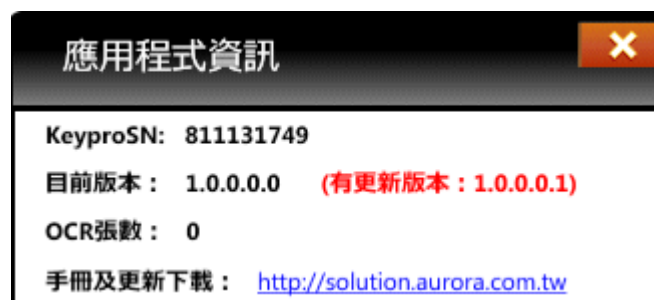 應用程式資訊
KeyproSN: 811131749
目前版本： 1.0.0.0.0 (有更新版本：1.0.0.0.1)
OCR張數： 0
手冊及更新下載： http://solution.aurora.com.tw